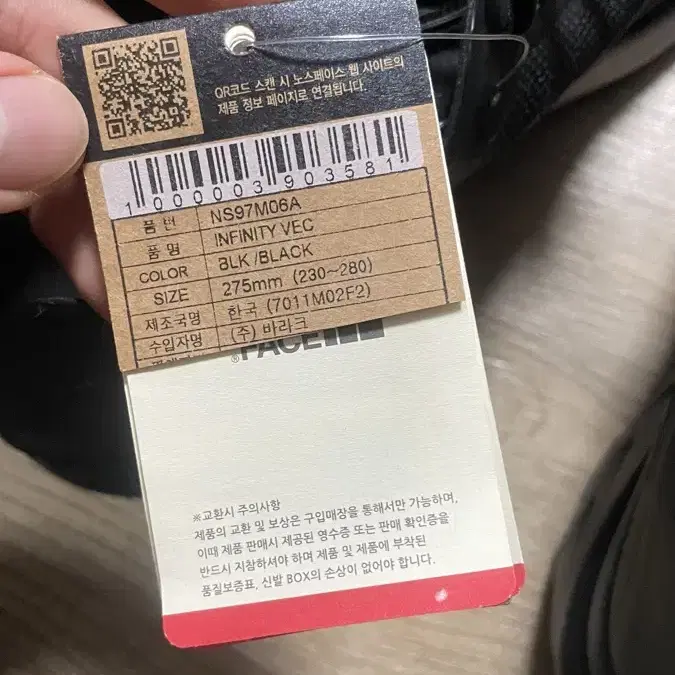 QR코드 스캔 시 노스페이스 웹 사이트의
제품 정보 페이지로 연결됩니다.
1000003903581
품 번 NS97M06A
품 명 INFINITY VEC
COLOR BLK/BLACK
SIZE 275mm (230~280)
제조국명 한국 (7011M02F2)
수입자명 (주) 바라크
FACE®
※교환시 주의사항
제품의 교환 및 보상은 구입매장을 통해서만 가능하며,
이때 제품 판매시 제공된 영수증 또는 판매 확인증을
반드시 지참하셔야 하며 제품 및 제품에 부착된
품질보증표, 신발 BOX의 손상이 없어야 합니다.